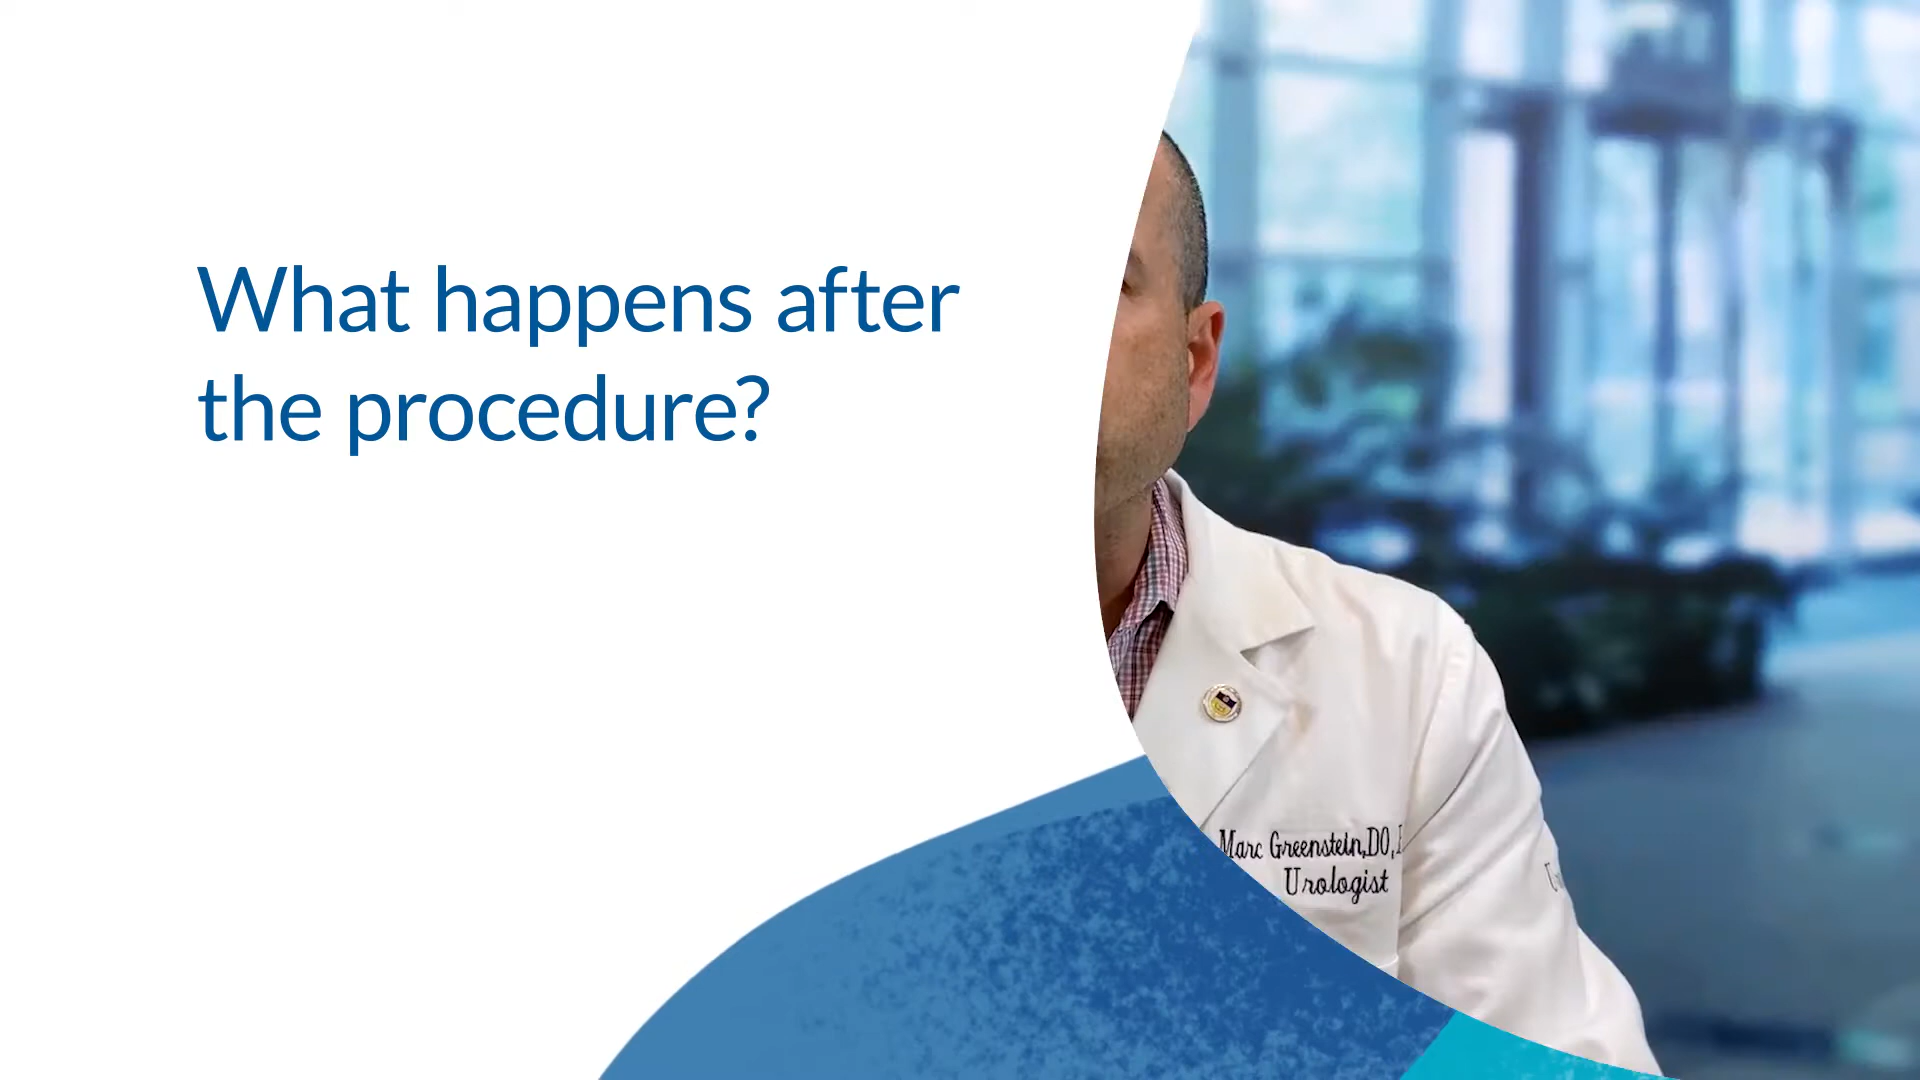 What happens after
the procedure?
Marc Greenstein,DO,
Urologist